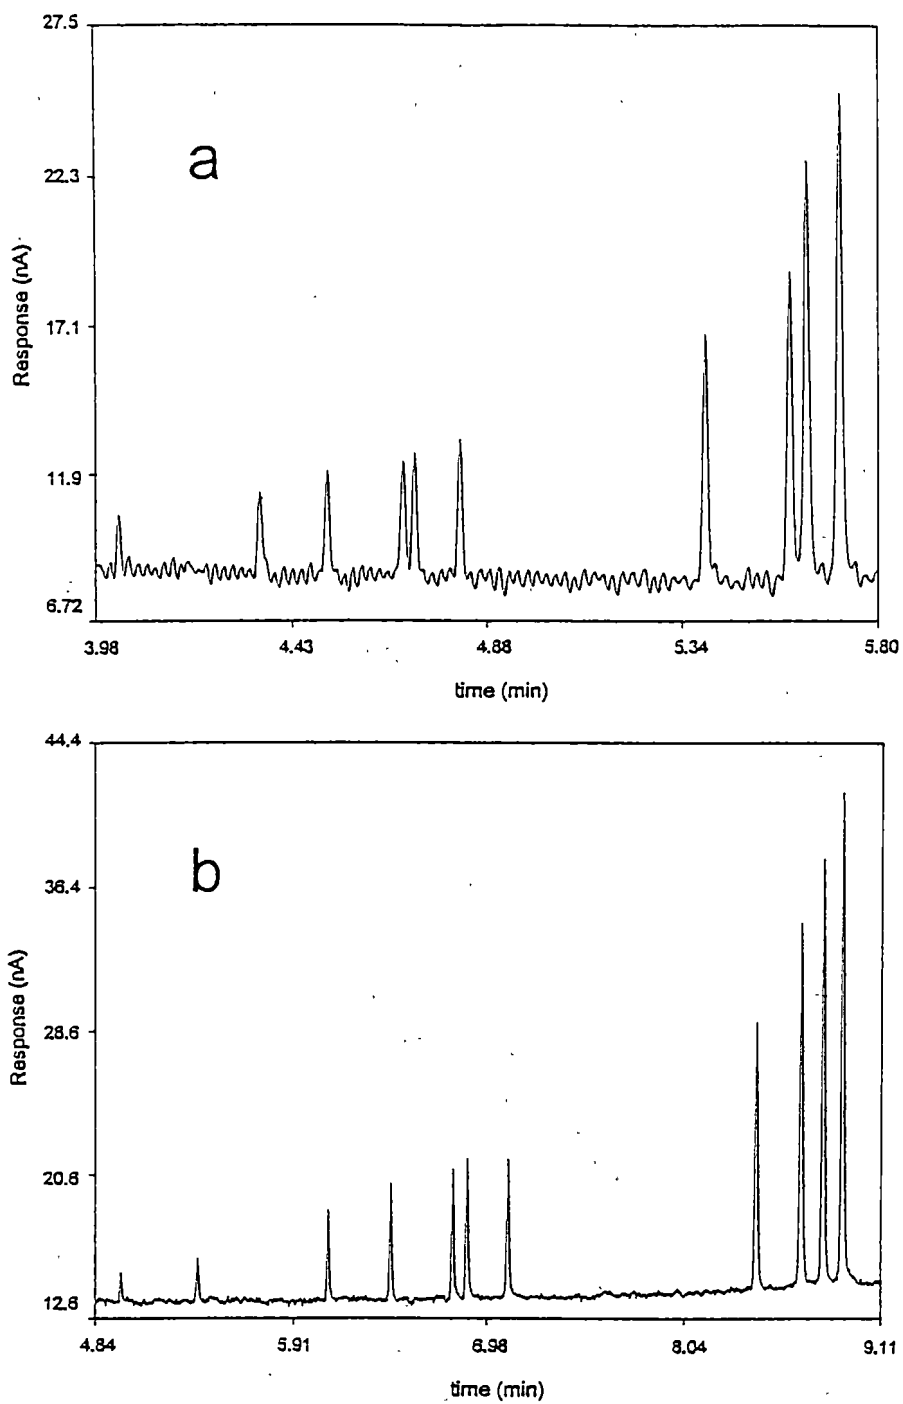 27.5
a
22.3
Response (nA)
17.1
11.9
6.72
3.98 4.43 4.88 5.34 5.80
time (min)
44.4
b
36.4
Response (nA)
28.6
20.8
12.8
4.84 5.91 6.98 8.04 9.11
time (min)